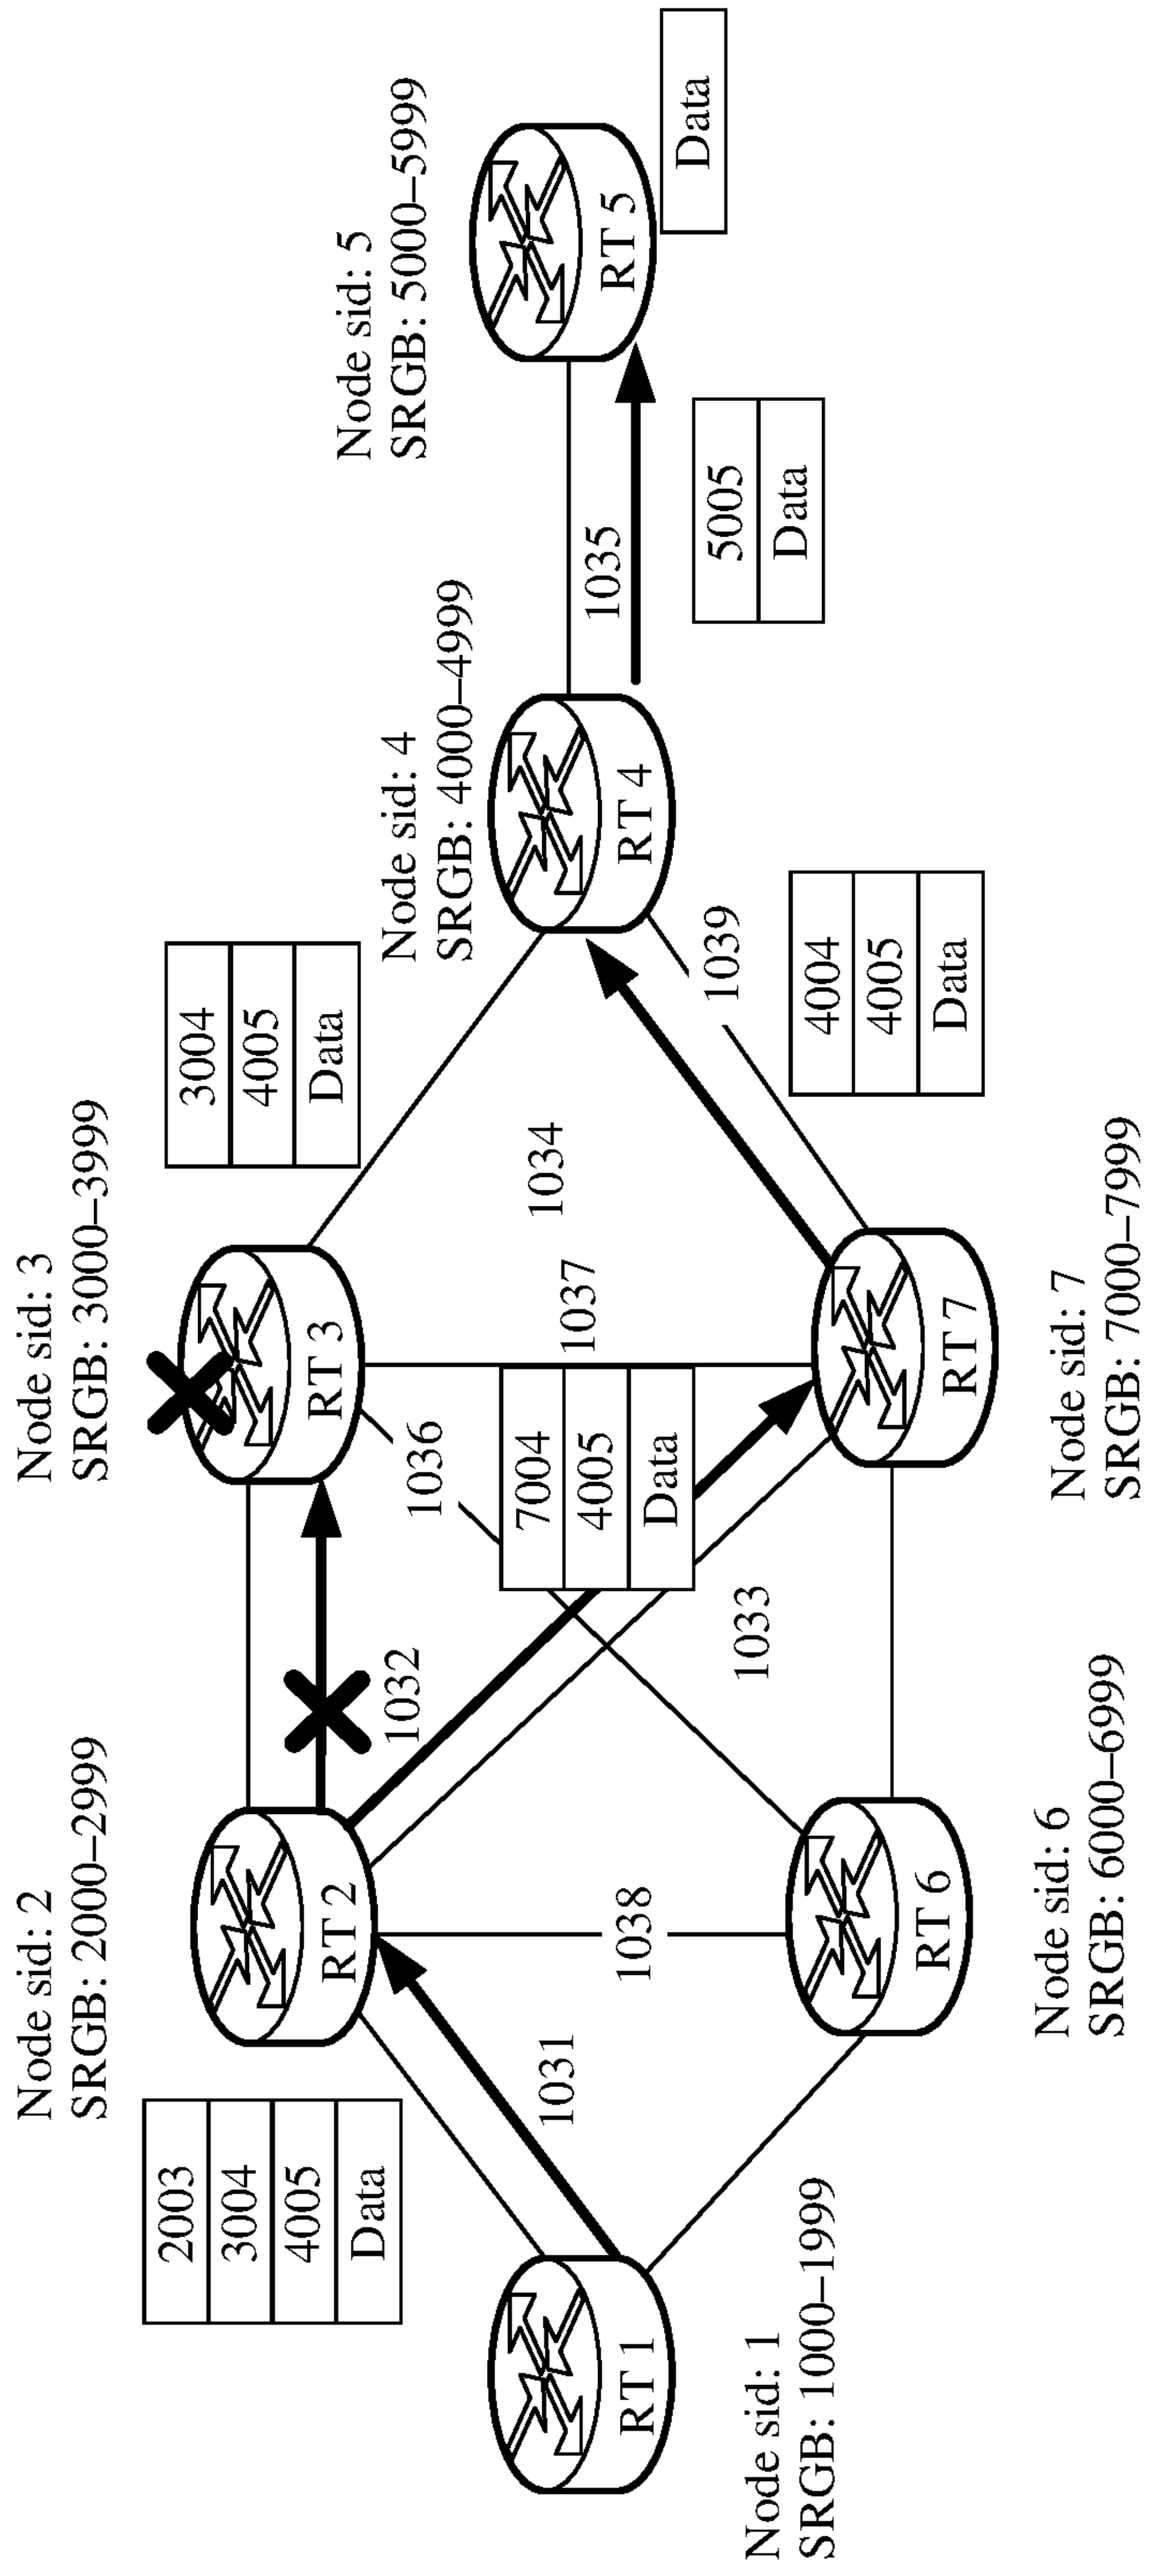 Node sid: 2
SRGB: 2000–2999
Node sid: 3
SRGB: 3000–3999
2003
3004
4005
Data
RT 2
1032
RT 3
3004
4005
Data
1036
Node sid: 4
SRGB: 4000–4999
Node sid: 5
SRGB: 5000–5999
RT 1
1031
1038
7004
4005
Data
1037
1034
RT 4
1035
RT 5
Data
5005
Data
1033
1039
4004
4005
Data
Node sid: 1
SRGB: 1000–1999
RT 6
RT 7
Node sid: 6
SRGB: 6000–6999
Node sid: 7
SRGB: 7000–7999